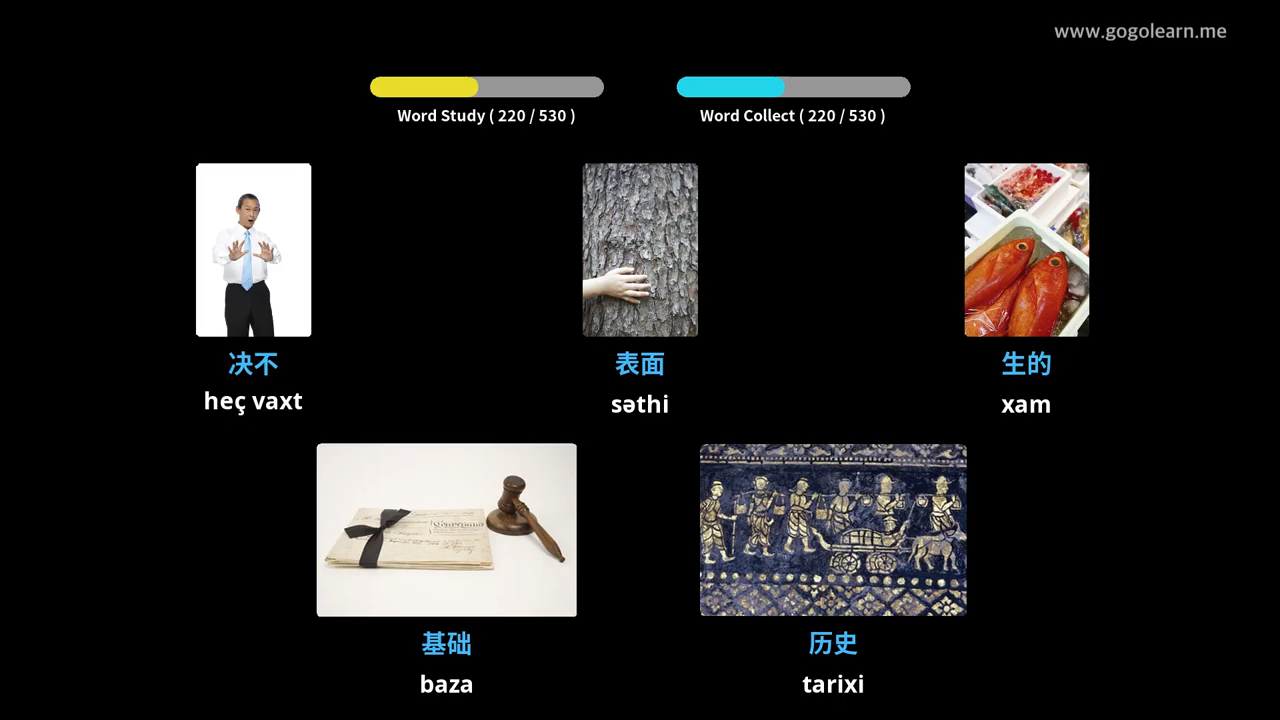 www.gogolearn.me
Word Study ( 220 / 530 )
Word Collect ( 220 / 530 )
决不
heç vaxt
表面
səthi
生的
xam
基础
baza
历史
tarixi